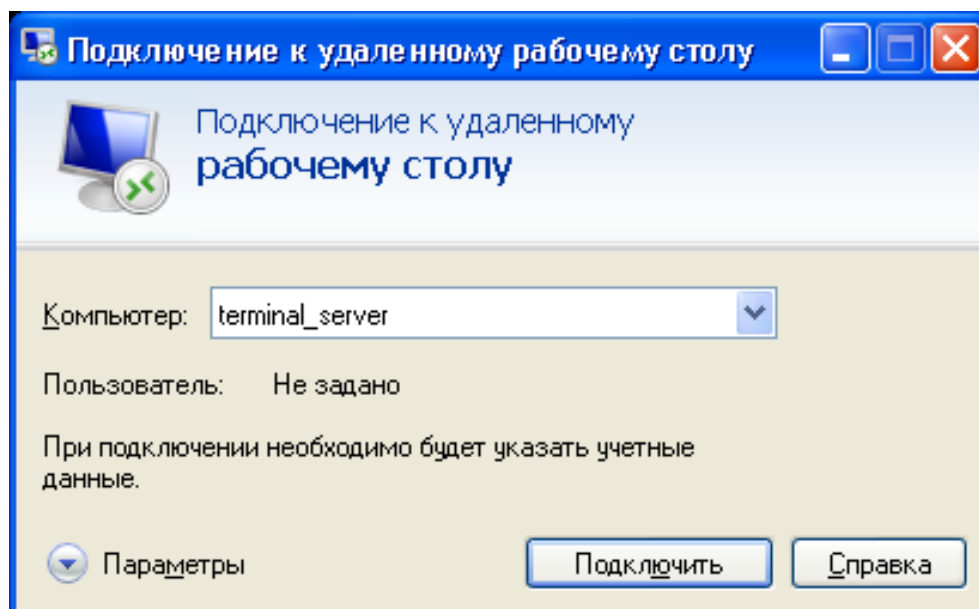 Подключение к удаленному рабочему столу
Подключение к удаленному
рабочему столу
Компьютер: terminal_server
Пользователь: Не задано
При подключении необходимо будет указать учетные
данные.
Параметры Подключить Справка